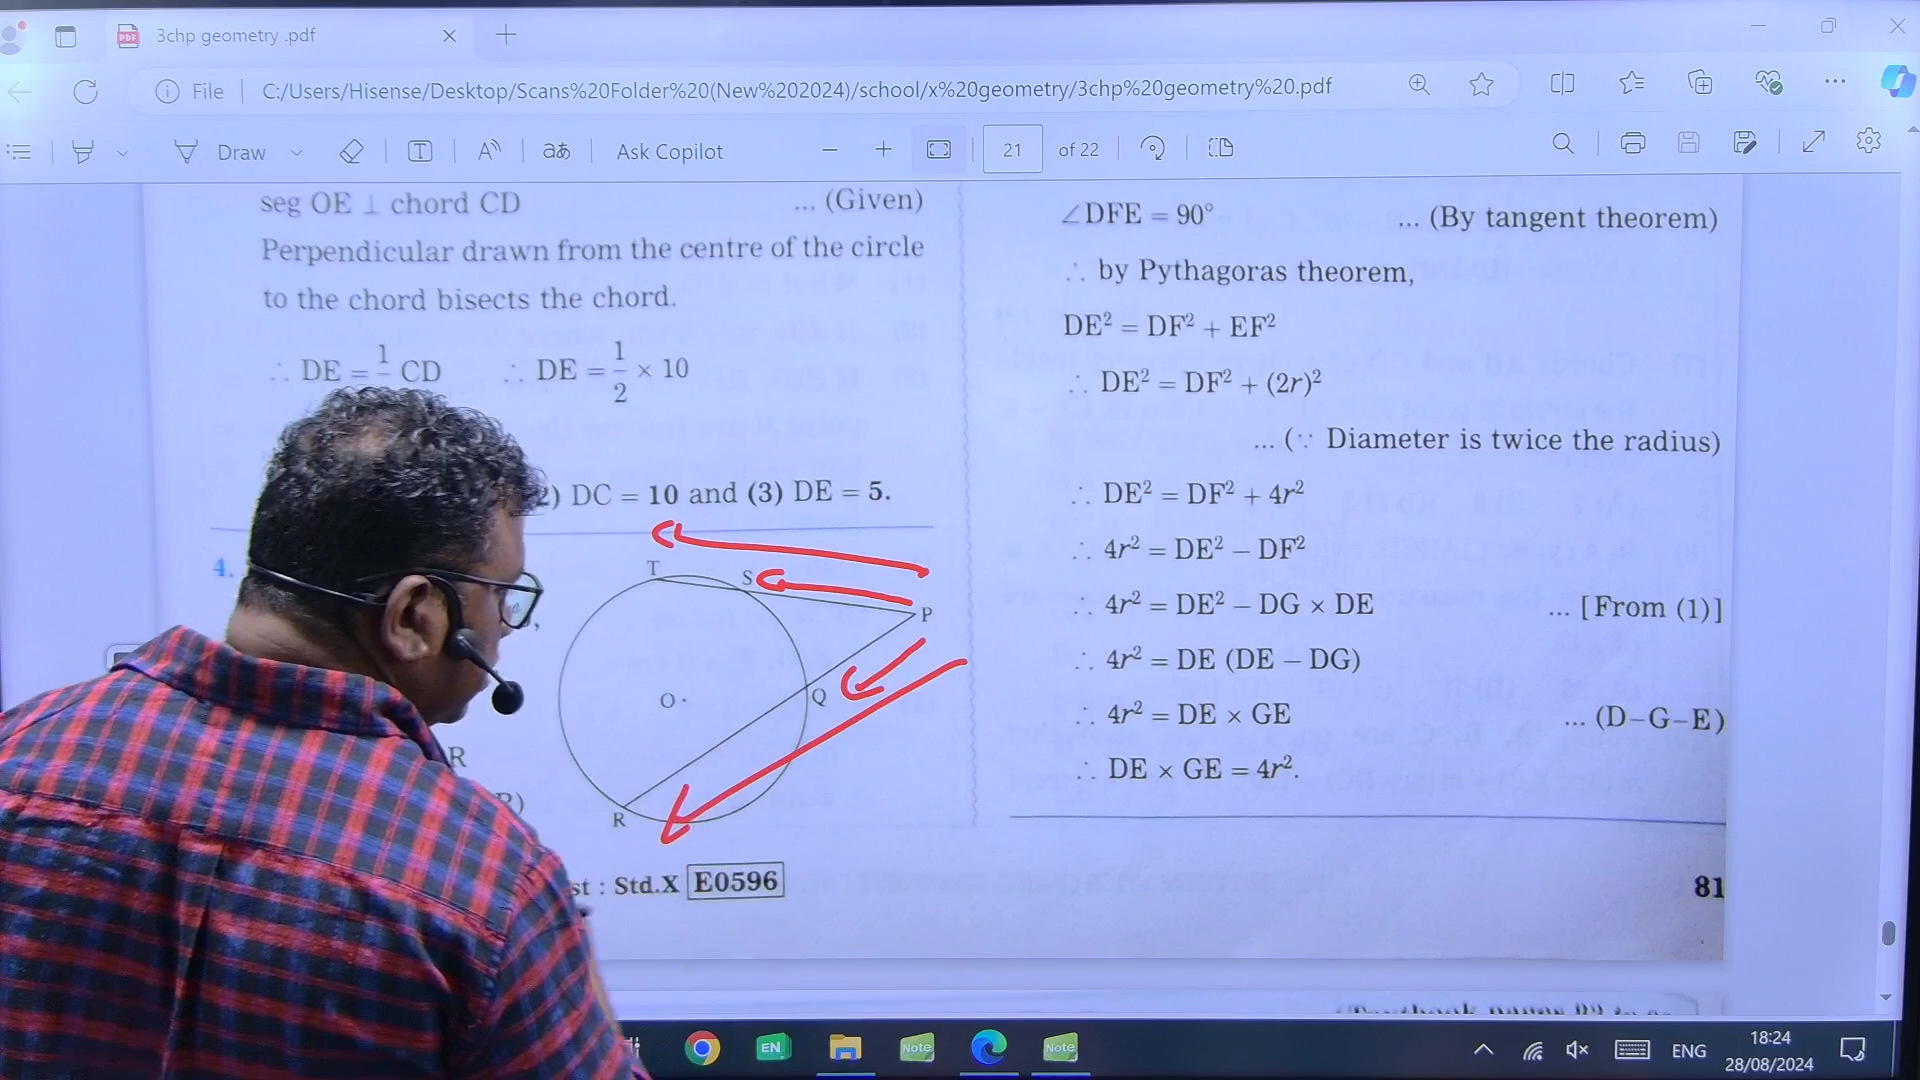 3chp geometry .pdf
File
C:/Users/Hisense/Desktop/Scans%20Folder%20(New%202024)/school/x%20geometry/3chp%20geometry%20.pdf
Draw
Ask Copilot
21 of 22
seg OE ⊥ chord CD ... (Given)
Perpendicular drawn from the centre of the circle
to the chord bisects the chord.
∴ DE = 1/ CD ∴ DE = 1/2 × 10
2) DC = 10 and (3) DE = 5.
4.
T
S
P
O
Q
R
R
R)
st : Std.X E0596
∠DFE = 90° ... (By tangent theorem)
∴ by Pythagoras theorem,
DE² = DF² + EF²
∴ DE² = DF² + (2r)²
... (∵ Diameter is twice the radius)
∴ DE² = DF² + 4r²
∴ 4r² = DE² – DF²
∴ 4r² = DE² – DG × DE ... [From (1)]
∴ 4r² = DE (DE – DG)
∴ 4r² = DE × GE ... (D–G–E)
∴ DE × GE = 4r².
81
EN
Note
Note
ENG
18:24
28/08/2024